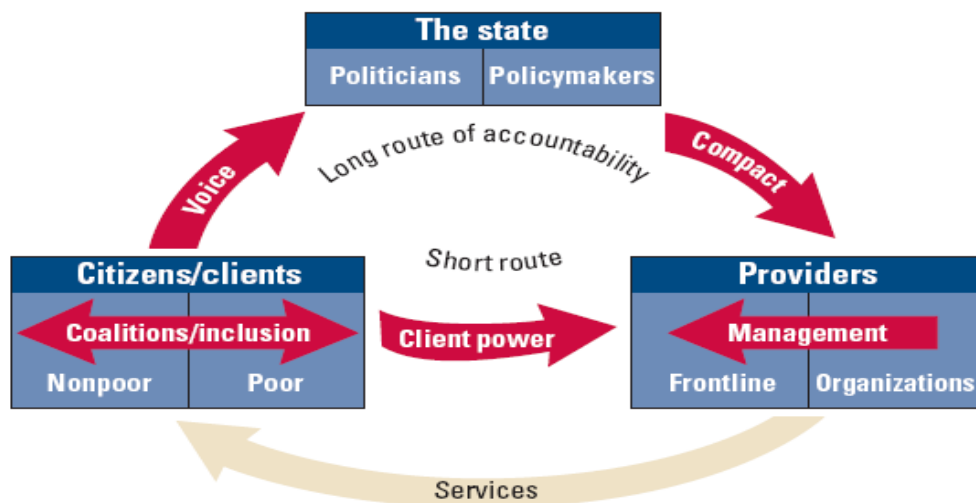 The state
Politicians
Policymakers
Long route of accountability
Voice
Compact
Short route
Citizens/clients
Coalitions/inclusion
Nonpoor
Poor
Client power
Providers
Management
Frontline
Organizations
Services